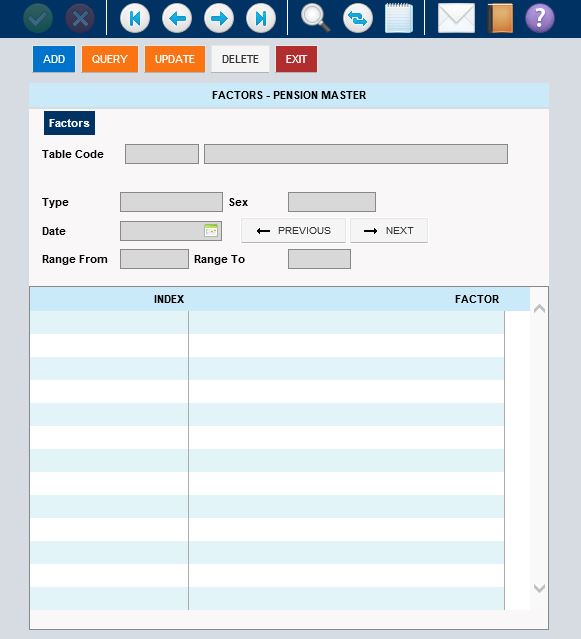 ?
ADD QUERY UPDATE DELETE EXIT
FACTORS - PENSION MASTER
Factors
Table Code
Type Sex
Date ← PREVIOUS → NEXT
Range From Range To
INDEX FACTOR